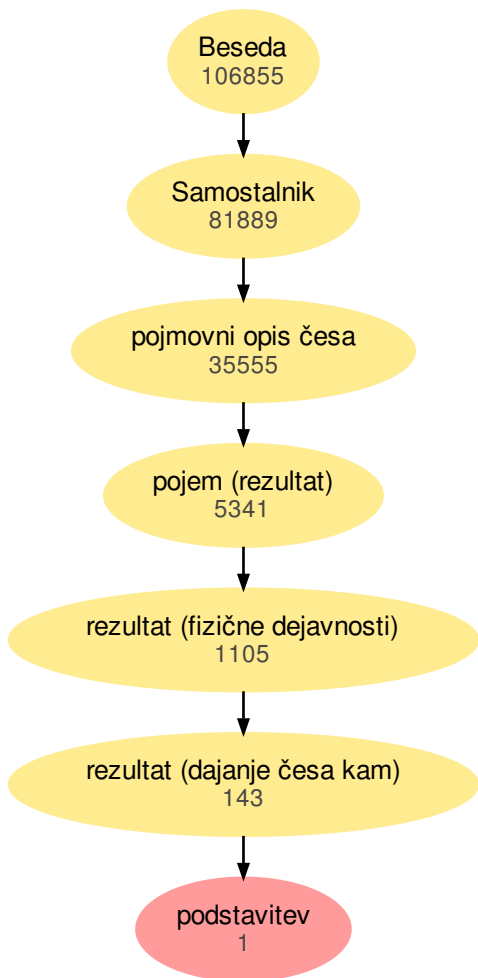 Beseda
106855
Samostalnik
81889
pojmovni opis česa
35555
pojem (rezultat)
5341
rezultat (fizične dejavnosti)
1105
rezultat (dajanje česa kam)
143
podstavitev
1